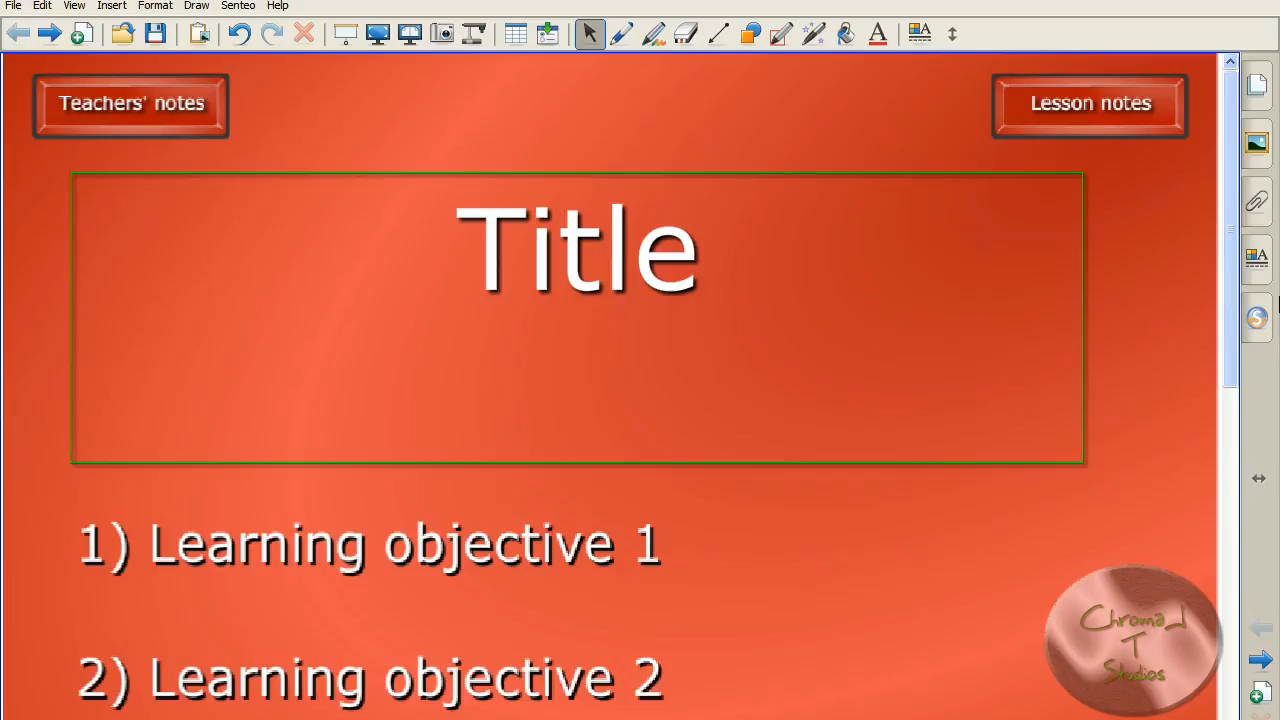 File Edit View Insert Format Draw Senteo Help
Teachers' notes
Lesson notes
Title
1) Learning objective 1
2) Learning objective 2
T
Studios